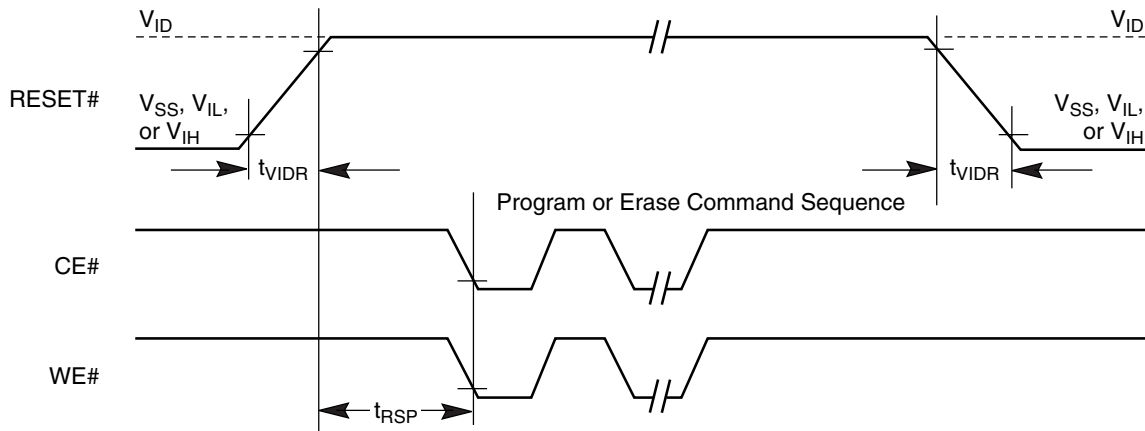 V_ID
V_ID
RESET#
V_SS, V_IL,
or V_IH
V_SS, V_IL,
or V_IH
t_VIDR
t_VIDR
Program or Erase Command Sequence
CE#
WE#
t_RSP